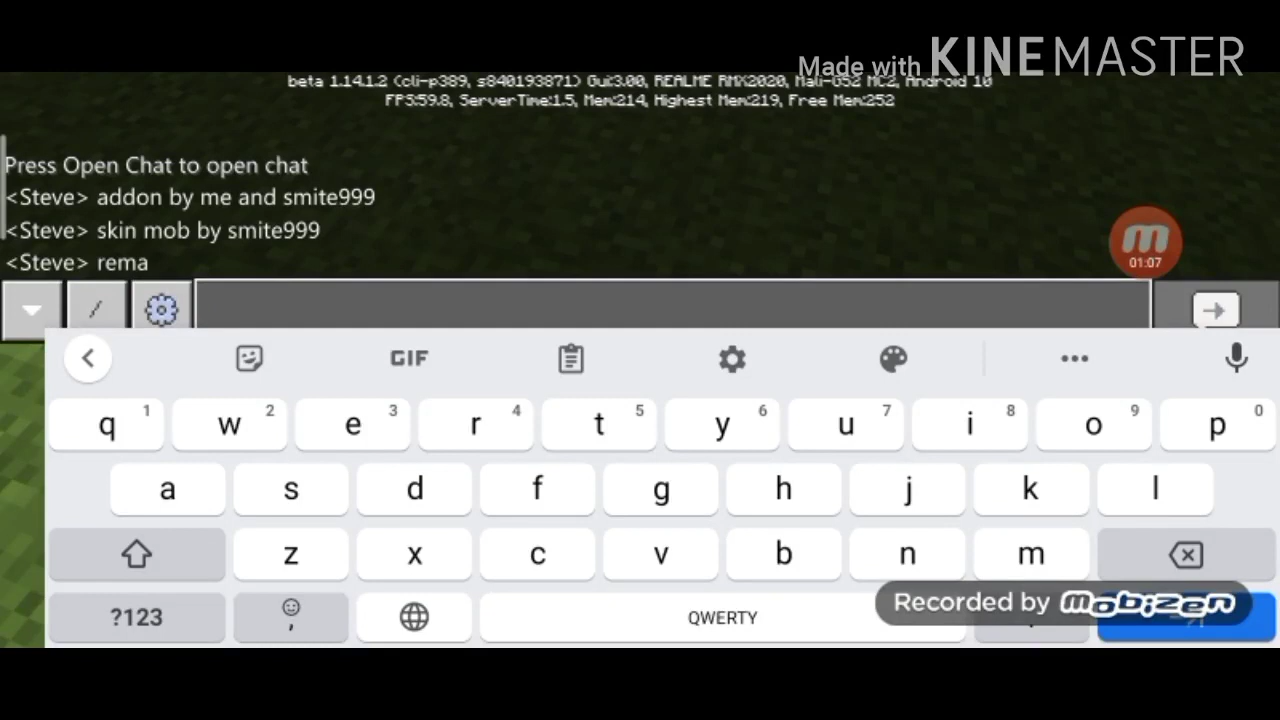 Made with KINEMASTER
beta 1.14.1.2 (cli-p389, s840193871) Gui:3.00, REALME RMX2020, Mali-G52 MC2, Android 10
FPS:59.8, ServerTime:1.5, Mem:214, Highest Mem:219, Free Mem:252
Press Open Chat to open chat
<Steve> addon by me and smite999
<Steve> skin mob by smite999
<Steve> rema
m
01:07
/
GIF
q 1 w 2 e 3 r 4 t 5 y 6 u 7 i 8 o 9 p 0
a s d f g h j k l
z x c v b n m
Recorded by mobizen
?123 , QWERTY